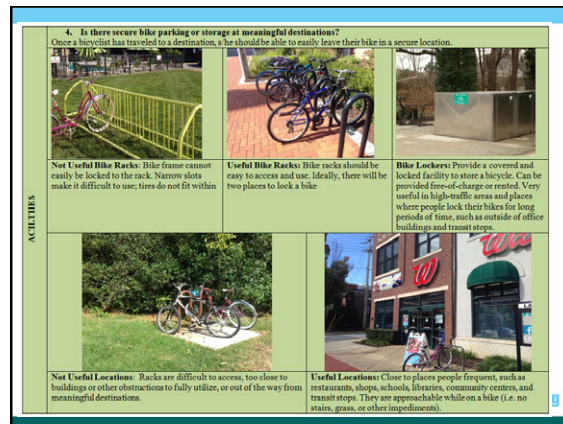 4. Is there secure bike parking or storage at meaningful destinations?
Once a bicyclist has traveled to a destination, s/he should be able to easily leave their bike in a secure location.
Not Useful Bike Racks: Bike frame cannot
easily be locked to the rack. Narrow slots
make it difficult to use; tires do not fit within
Useful Bike Racks: Bike racks should be
easy to access and use. Ideally, there will be
two places to lock a bike
Bike Lockers: Provide a covered and
locked facility to store a bicycle. Can be
provided free-of-charge or rented. Very
useful in high-traffic areas and places
where people lock their bikes for long
periods of time, such as outside of office
buildings and transit stops.
ACILTIES
W
Not Useful Locations: Racks are difficult to access, too close to
buildings or other obstructions to fully utilize, or out of the way from
meaningful destinations.
Useful Locations: Close to places people frequent, such as
restaurants, shops, schools, libraries, community centers, and
transit stops. They are approachable while on a bike (i.e. no
stairs, grass, or other impediments).
g